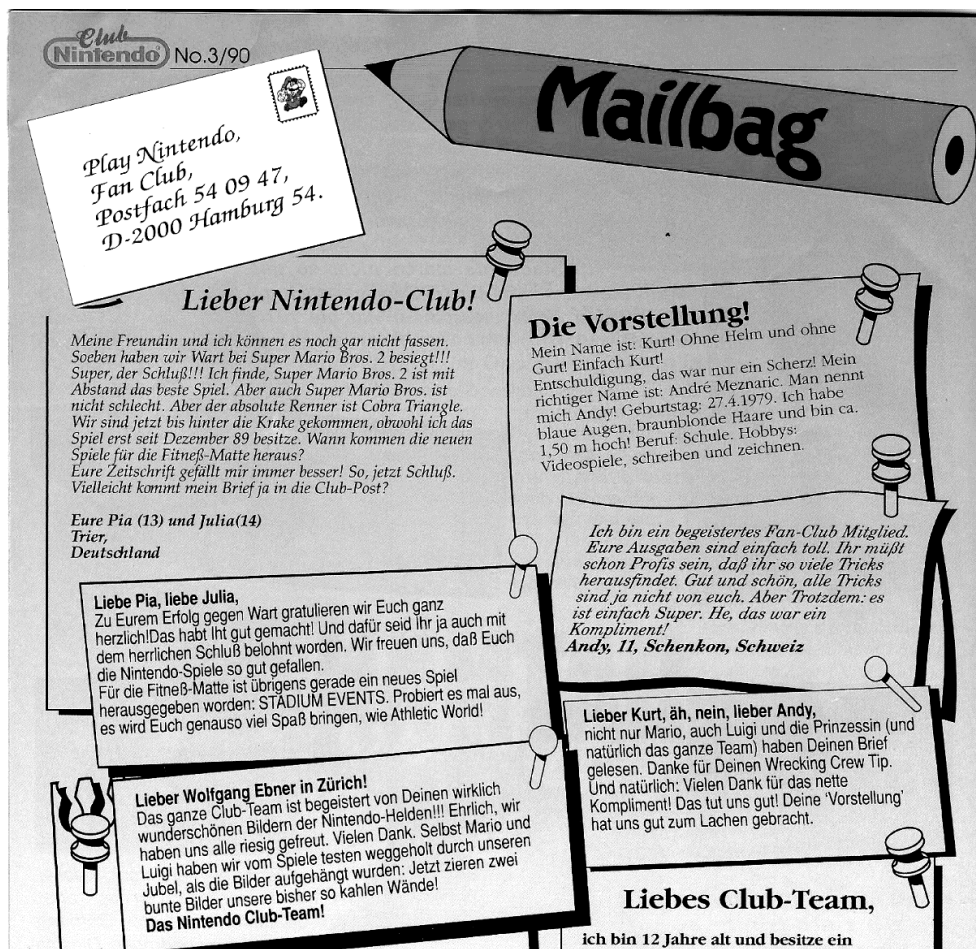 Club
Nintendo No.3/90
Mailbag
Play Nintendo,
Fan Club,
Postfach 54 09 47,
D-2000 Hamburg 54.
Lieber Nintendo-Club!
Meine Freundin und ich können es noch gar nicht fassen.
Soeben haben wir Wart bei Super Mario Bros. 2 besiegt!!!
Super, der Schluß!!! Ich finde, Super Mario Bros. 2 ist mit
Abstand das beste Spiel. Aber auch Super Mario Bros. ist
nicht schlecht. Aber der absolute Renner ist Cobra Triangle.
Wir sind jetzt bis hinter die Krake gekommen, obwohl ich das
Spiel erst seit Dezember 89 besitze. Wann kommen die neuen
Spiele für die Fitneß-Matte heraus?
Eure Zeitschrift gefällt mir immer besser! So, jetzt Schluß.
Vielleicht kommt mein Brief ja in die Club-Post?
Eure Pia (13) und Julia(14)
Trier,
Deutschland
Liebe Pia, liebe Julia,
Zu Eurem Erfolg gegen Wart gratulieren wir Euch ganz
herzlich!Das habt Iht gut gemacht! Und dafür seid Ihr ja auch mit
dem herrlichen Schluß belohnt worden. Wir freuen uns, daß Euch
die Nintendo-Spiele so gut gefallen.
Für die Fitneß-Matte ist übrigens gerade ein neues Spiel
herausgegeben worden: STADIUM EVENTS. Probiert es mal aus,
es wird Euch genauso viel Spaß bringen, wie Athletic World!
Lieber Wolfgang Ebner in Zürich!
Das ganze Club-Team ist begeistert von Deinen wirklich
wunderschönen Bildern der Nintendo-Helden!!! Ehrlich, wir
haben uns alle riesig gefreut. Vielen Dank. Selbst Mario und
Luigi haben wir vom Spiele testen weggeholt durch unseren
Jubel, als die Bilder aufgehängt wurden: Jetzt zieren zwei
bunte Bilder unsere bisher so kahlen Wände!
Das Nintendo Club-Team!
Die Vorstellung!
Mein Name ist: Kurt! Ohne Helm und ohne
Gurt! Einfach Kurt!
Entschuldigung, das war nur ein Scherz! Mein
richtiger Name ist: André Meznaric. Man nennt
mich Andy! Geburtstag: 27.4.1979. Ich habe
blaue Augen, braunblonde Haare und bin ca.
1,50 m hoch! Beruf: Schule. Hobbys:
Videospiele, schreiben und zeichnen.
Ich bin ein begeistertes Fan-Club Mitglied.
Eure Ausgaben sind einfach toll. Ihr müßt
schon Profis sein, daß ihr so viele Tricks
herausfindet. Gut und schön, alle Tricks
sind ja nicht von euch. Aber Trotzdem: es
ist einfach Super. He, das war ein
Kompliment!
Andy, 11, Schenkon, Schweiz
Lieber Kurt, äh, nein, lieber Andy,
nicht nur Mario, auch Luigi und die Prinzessin (und
natürlich das ganze Team) haben Deinen Brief
gelesen. Danke für Deinen Wrecking Crew Tip.
Und natürlich: Vielen Dank für das nette
Kompliment! Das tut uns gut! Deine 'Vorstellung'
hat uns gut zum Lachen gebracht.
Liebes Club-Team,
ich bin 12 Jahre alt und besitze ein